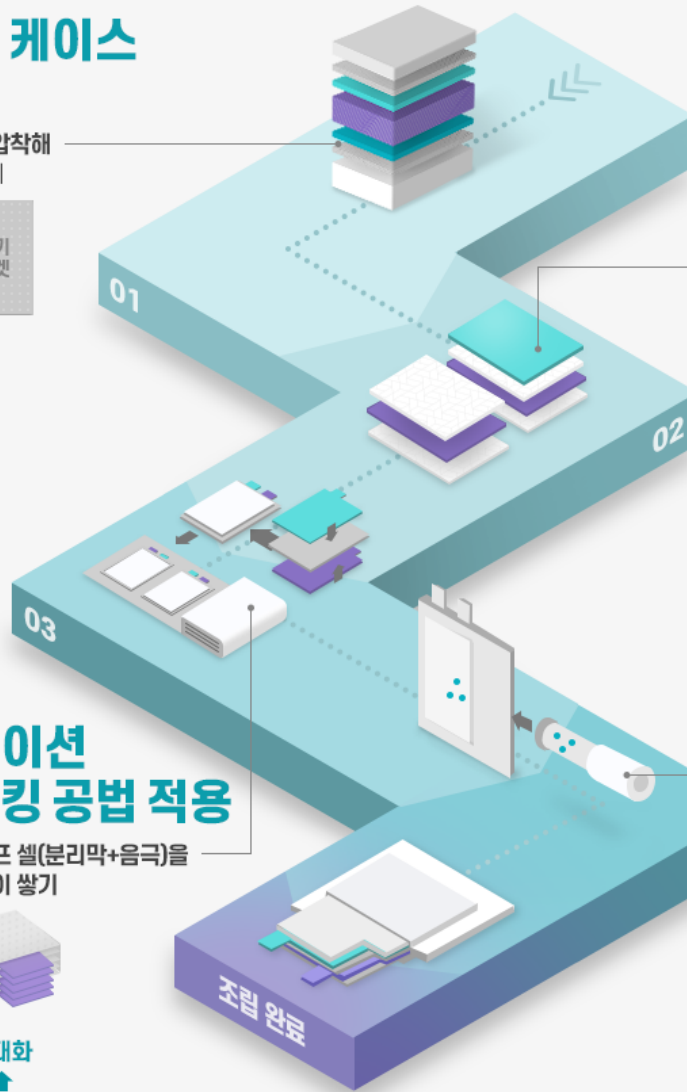 케이스
압착해
01
02
03
이션
킹 공법 적용
프 셀(분리막+음극)을
이 쌓기
대화
조립 완료